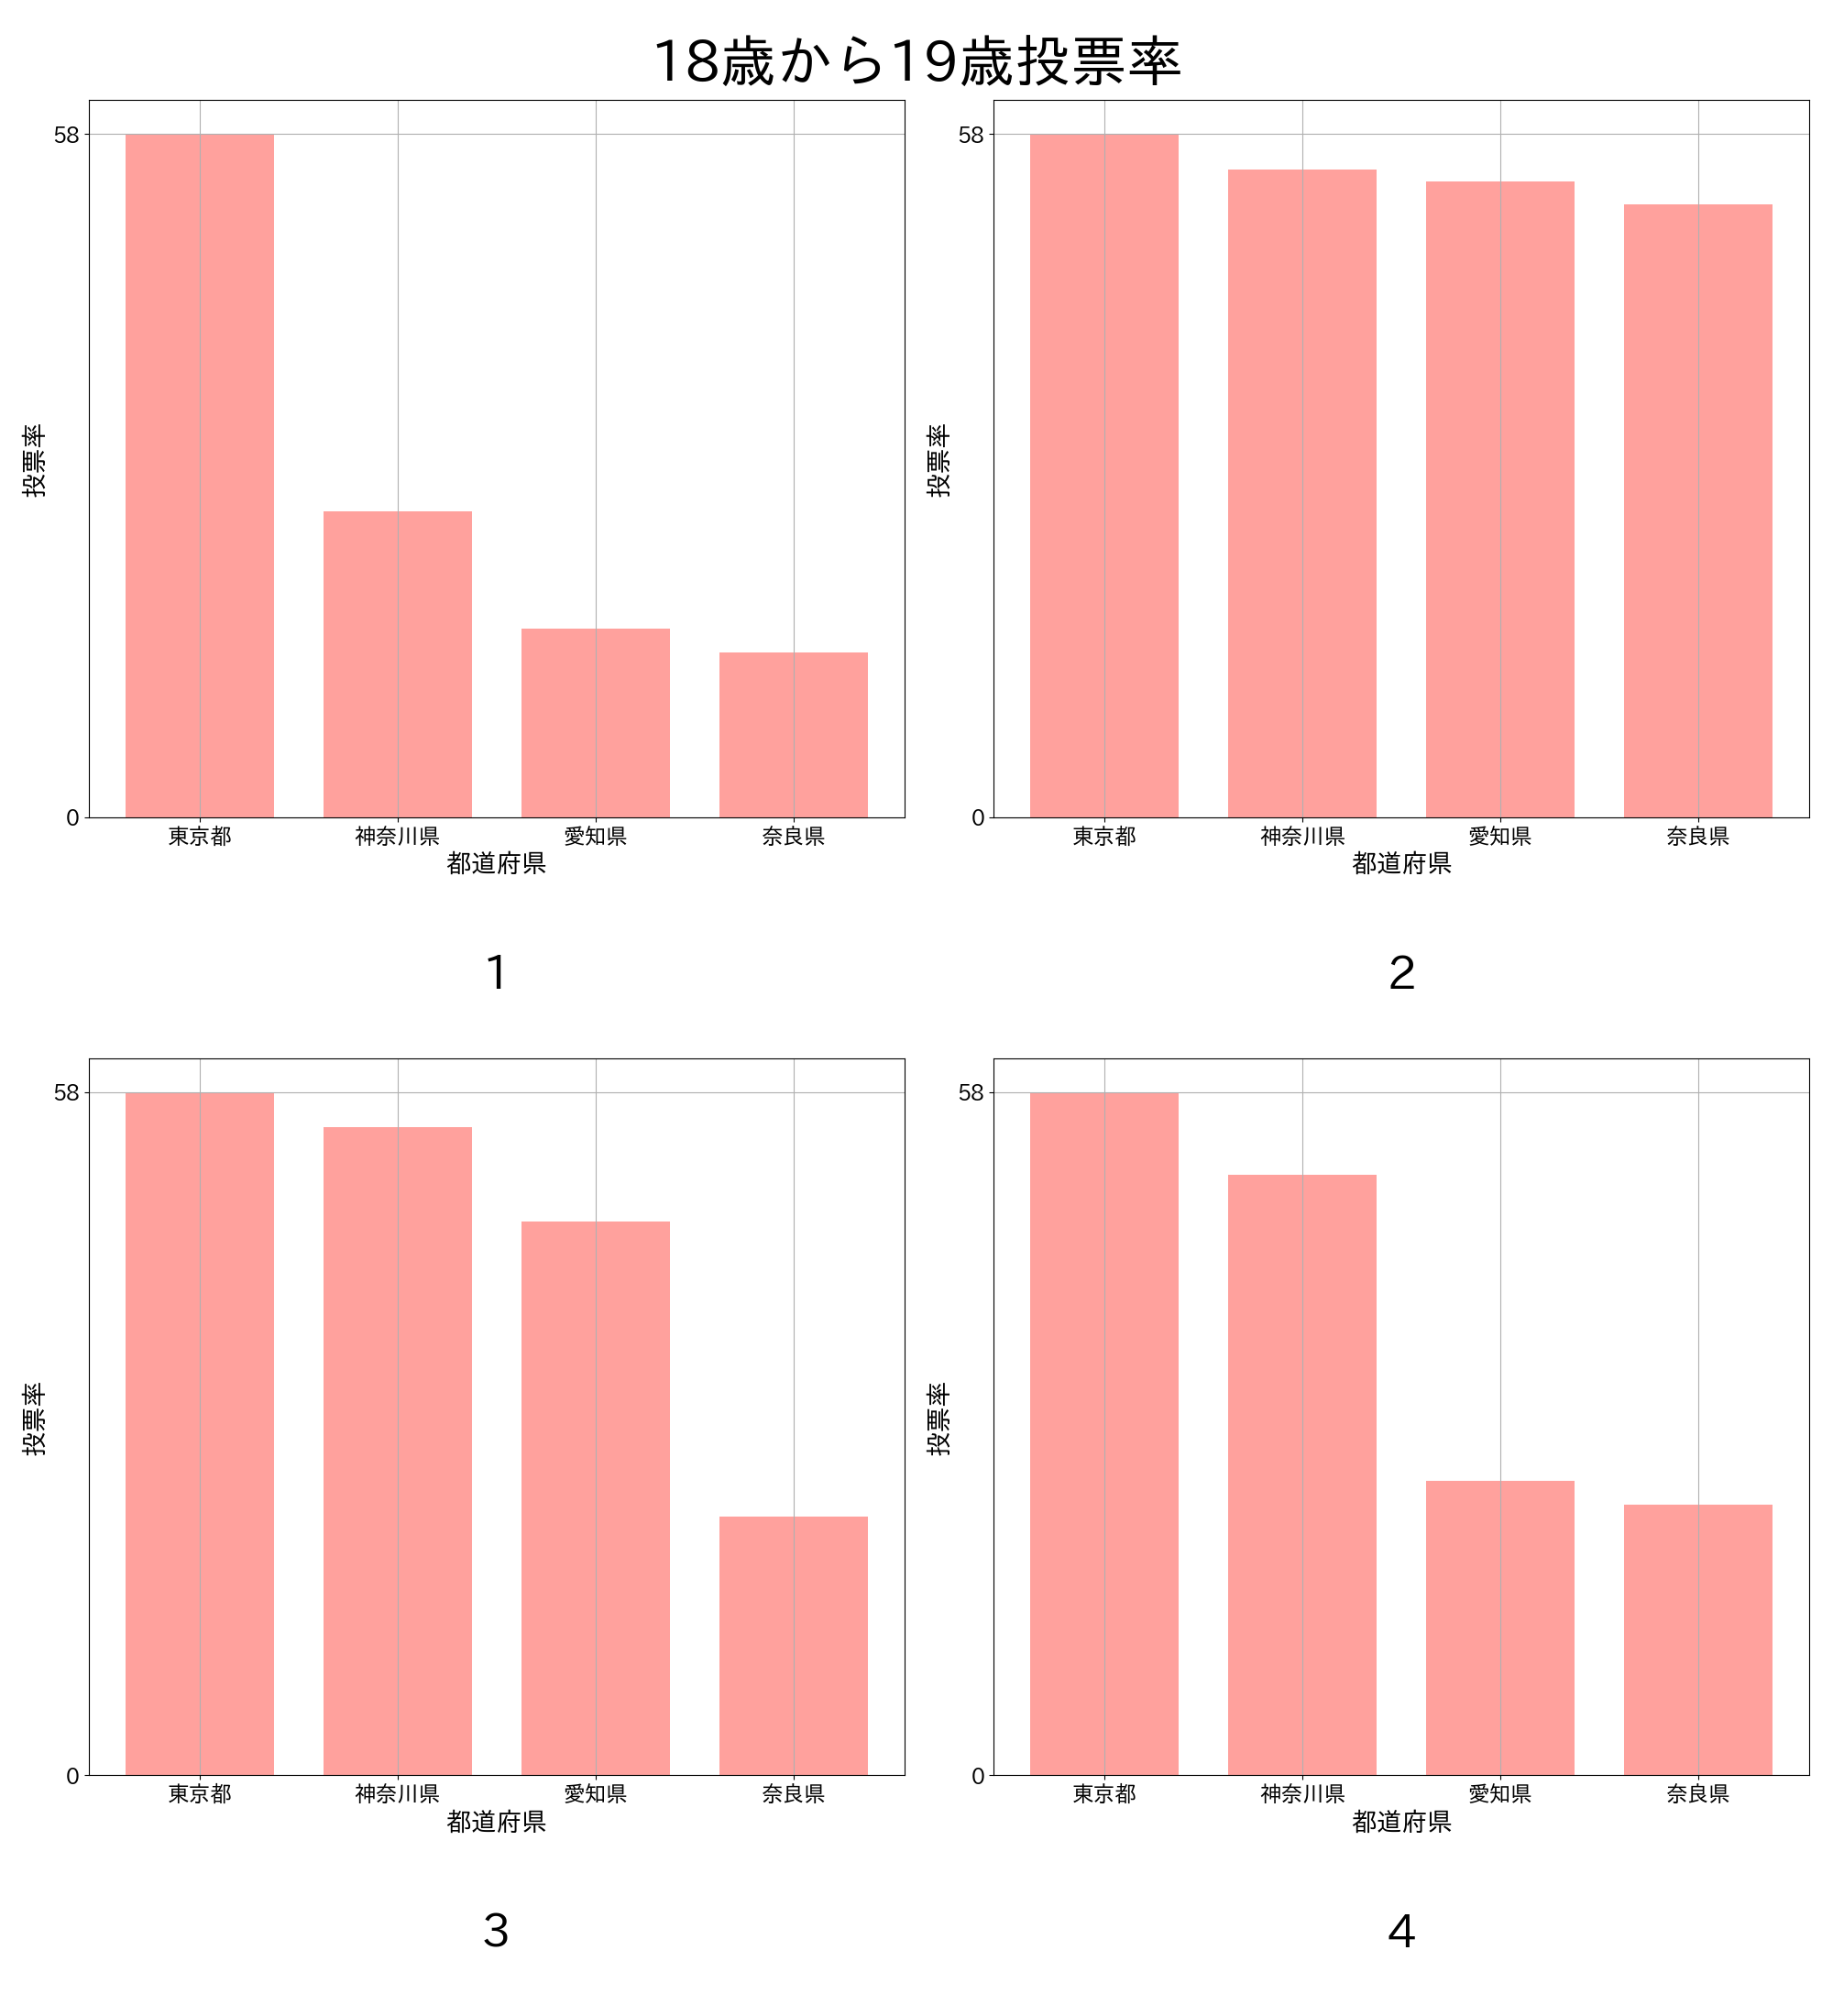 18歳から19歳投票率
58
0
投票率
東京都 神奈川県 愛知県 奈良県
都道府県
1
58
0
投票率
東京都 神奈川県 愛知県 奈良県
都道府県
2
58
0
投票率
東京都 神奈川県 愛知県 奈良県
都道府県
3
58
0
投票率
東京都 神奈川県 愛知県 奈良県
都道府県
4